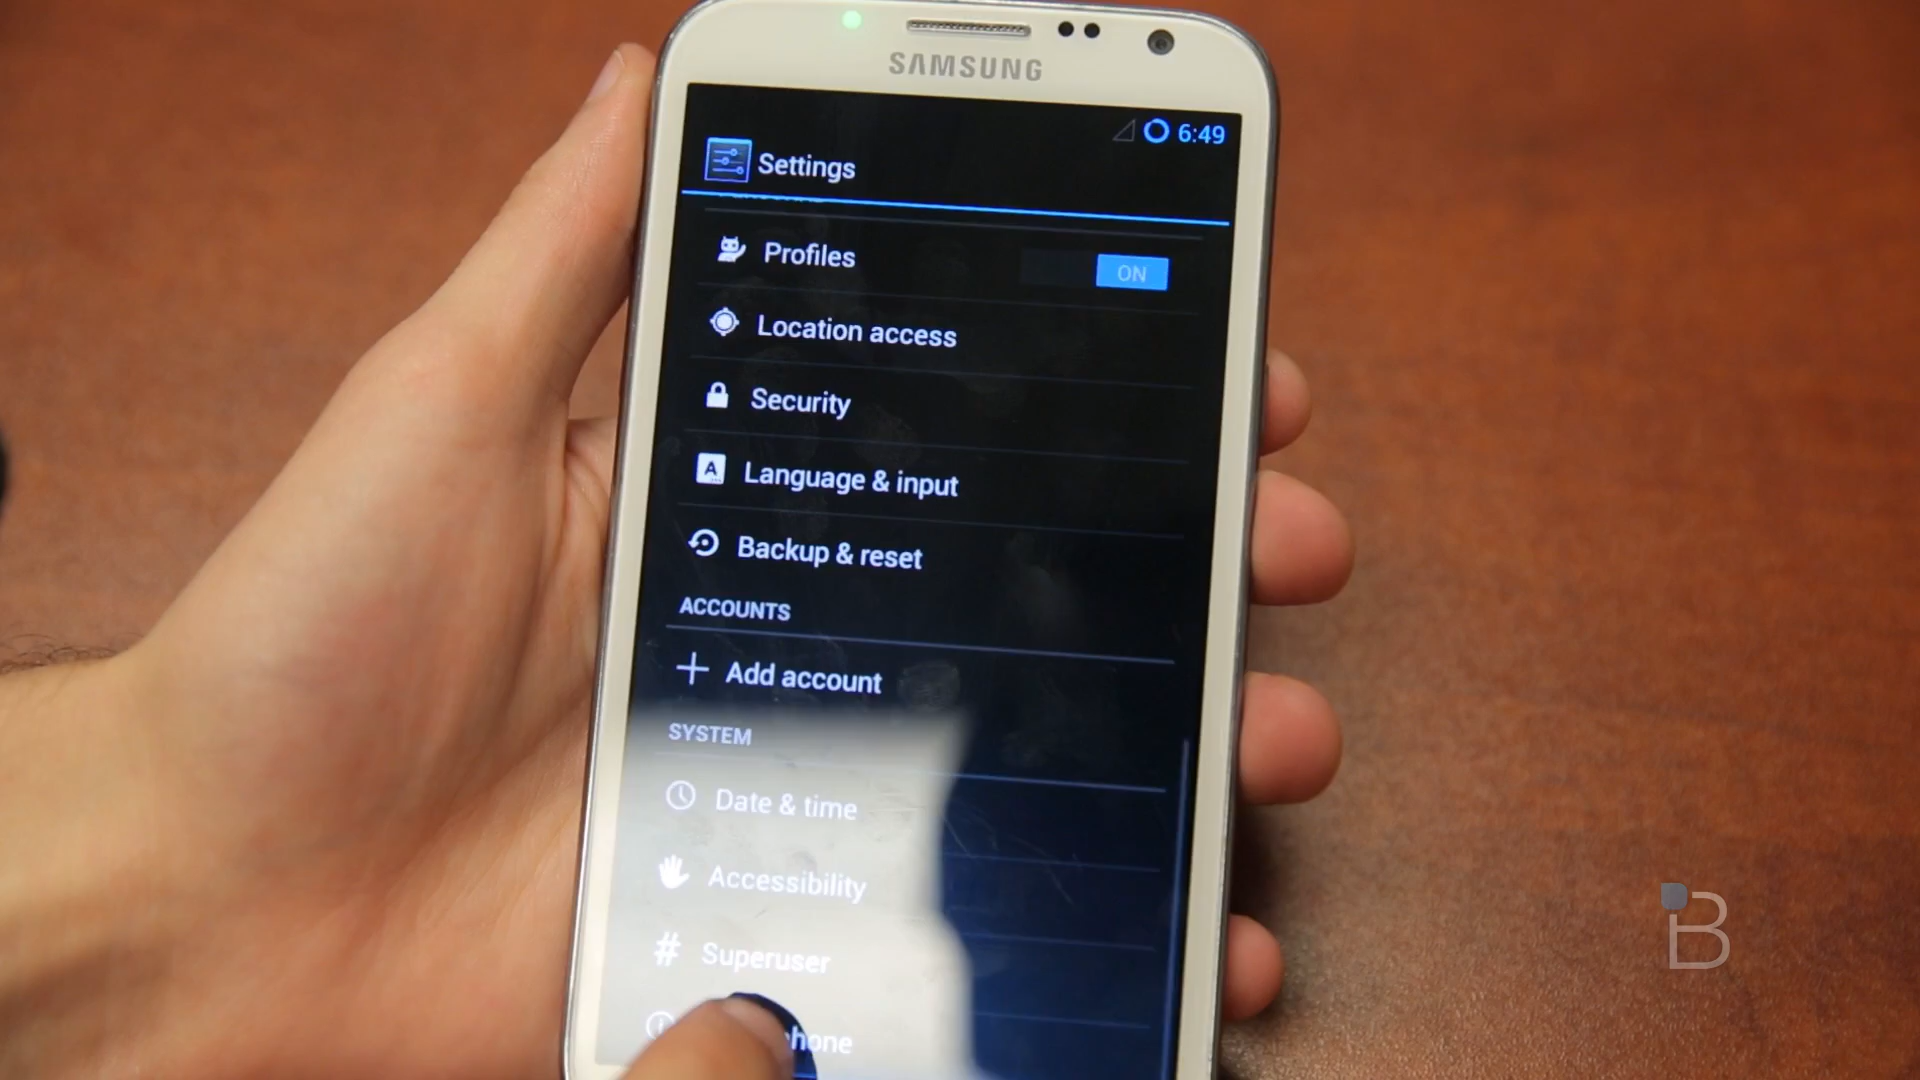 SAMSUNG
6:49
Settings
Profiles
ON
Location access
Security
Language & input
Backup & reset
ACCOUNTS
Add account
SYSTEM
Date & time
Accessibility
# Superuser
phone
B